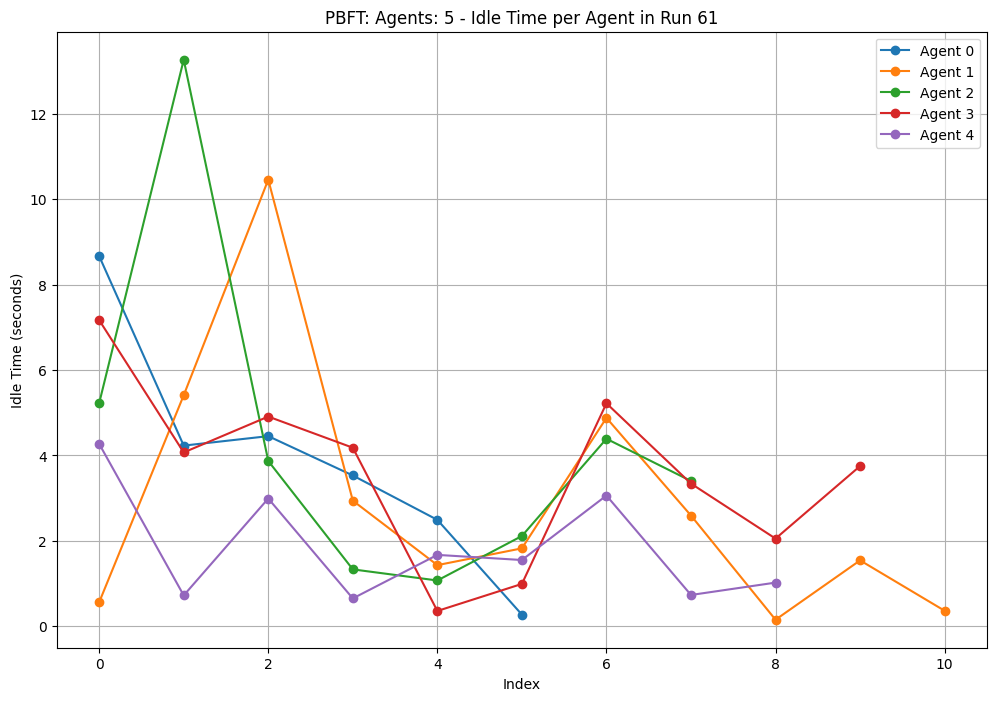 PBFT: Agents: 5 - Idle Time per Agent in Run 61
Agent 0
Agent 1
Agent 2
Agent 3
Agent 4
Idle Time (seconds)
12
10
8
6
4
2
0
0 2 4 6 8 10
Index